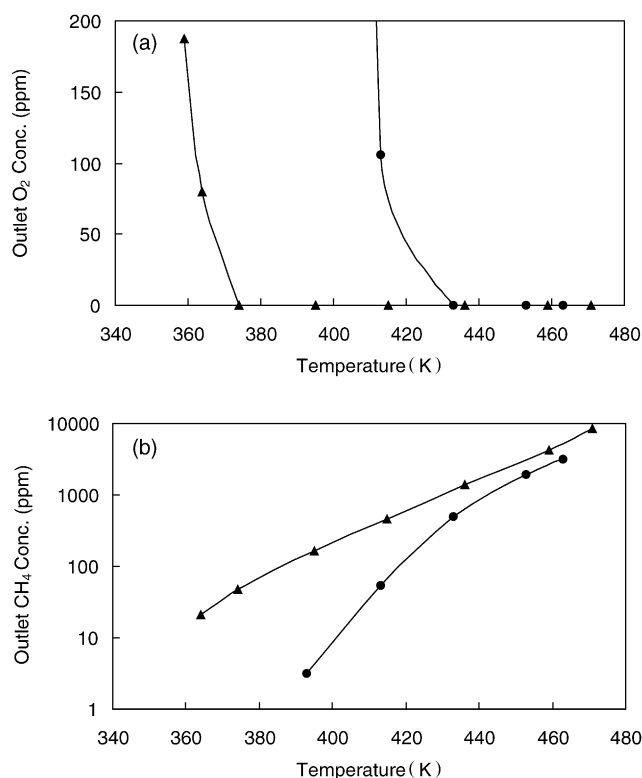 (a)
Outlet O₂ Conc. (ppm)
200
150
100
50
0
340 360 380 400 420 440 460 480
Temperature( K )
(b)
Outlet CH₄ Conc. (ppm)
10000
1000
100
10
1
340 360 380 400 420 440 460 480
Temperature( K )